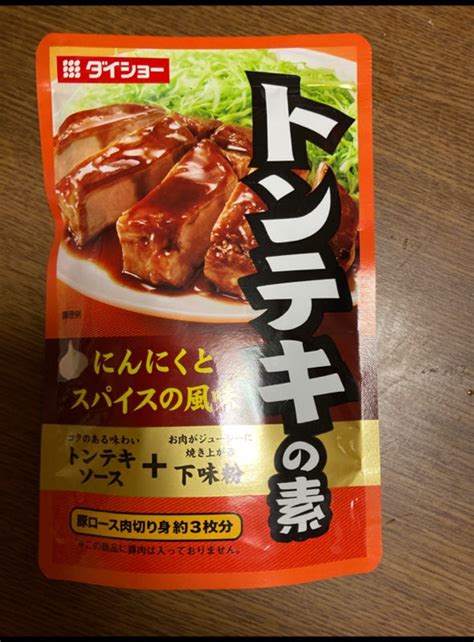 ダイショー
トンテキの素
調理例
にんにくと
スパイスの風味
コクのある味わい
トンテキ
ソース
+
お肉がジューシーに
焼き上がる
下味粉
豚ロース肉切り身 約3枚分
※この商品に豚肉は入っておりません。